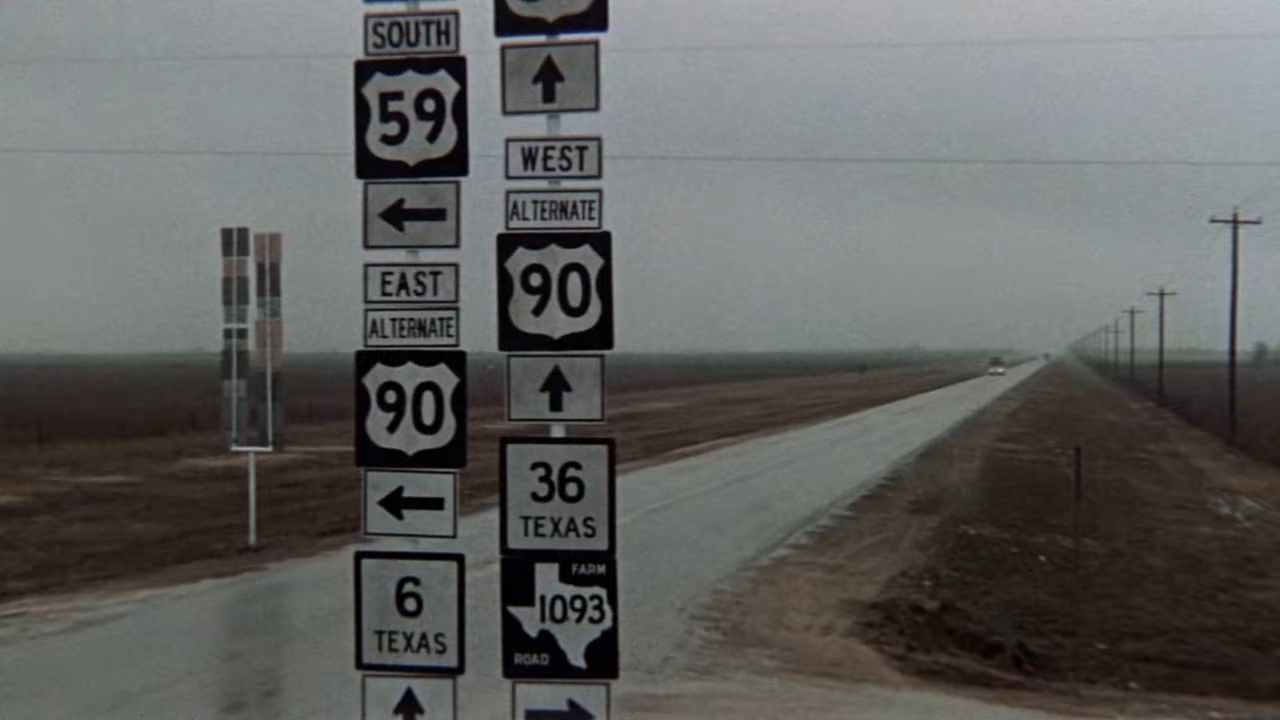 SOUTH
59
EAST
ALTERNATE
90
6
TEXAS
WEST
ALTERNATE
90
36
TEXAS
FARM
1093
ROAD